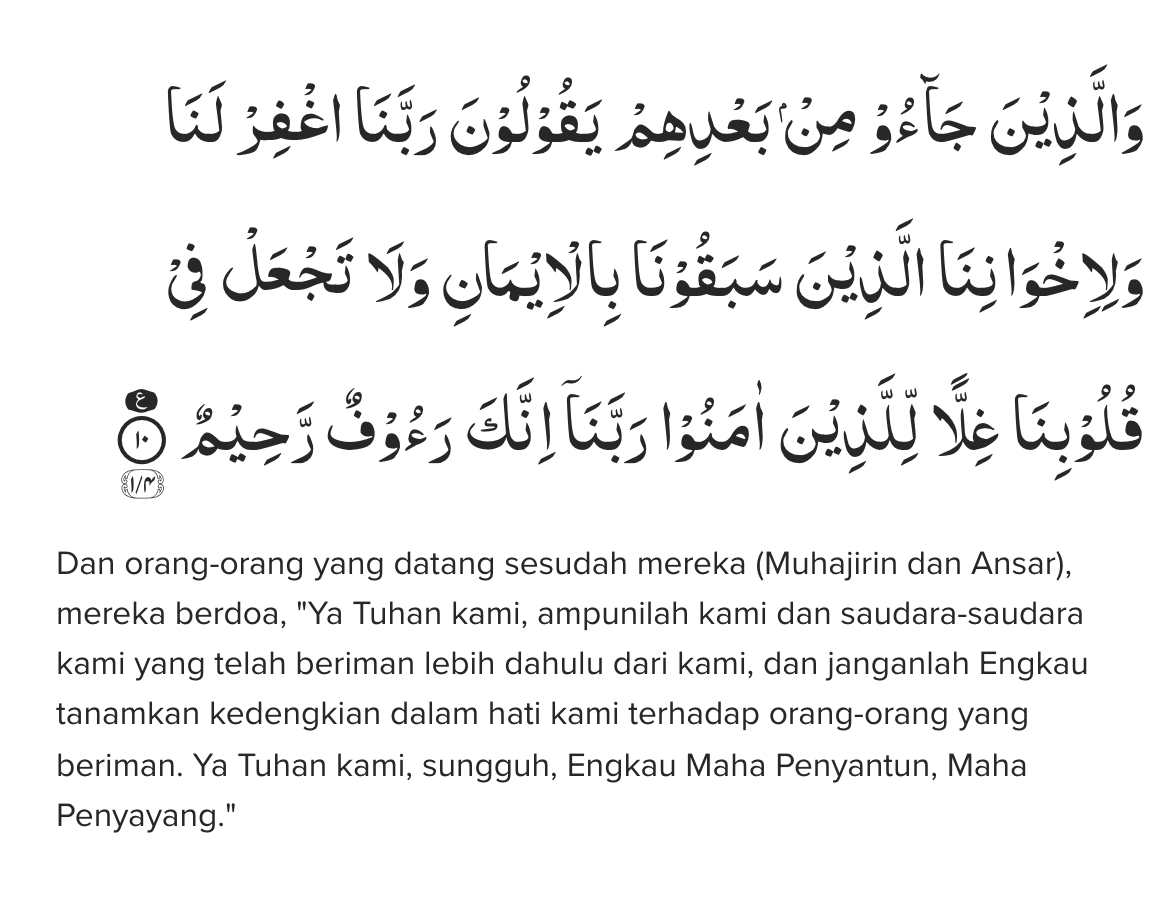 وَالَّذِيْنَ جَاۤءُوْ مِنْۢ بَعْدِهِمْ يَقُوْلُوْنَ رَبَّنَا اغْفِرْ لَنَا
وَلِاِخْوَانِنَا الَّذِيْنَ سَبَقُوْنَا بِالْاِيْمَانِ وَلَا تَجْعَلْ فِيْ
قُلُوْبِنَا غِلًّا لِّلَّذِيْنَ اٰمَنُوْا رَبَّنَآ اِنَّكَ رَءُوْفٌ رَّحِيْمٌ ع ١٠ ١/٤
Dan orang-orang yang datang sesudah mereka (Muhajirin dan Ansar),
mereka berdoa, "Ya Tuhan kami, ampunilah kami dan saudara-saudara
kami yang telah beriman lebih dahulu dari kami, dan janganlah Engkau
tanamkan kedengkian dalam hati kami terhadap orang-orang yang
beriman. Ya Tuhan kami, sungguh, Engkau Maha Penyantun, Maha
Penyayang."